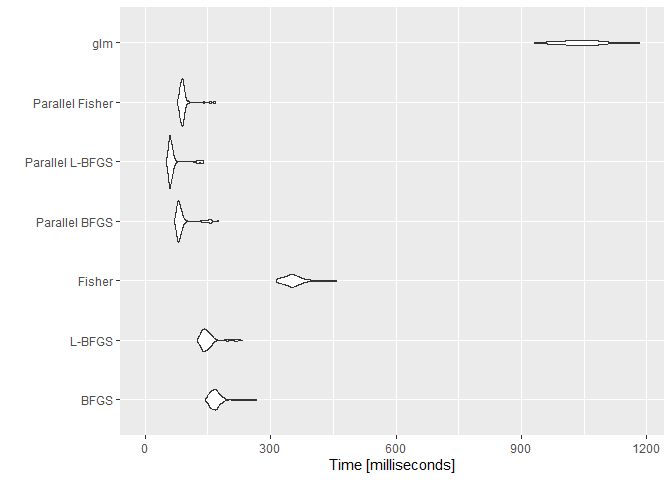 glm
Parallel Fisher
Parallel L-BFGS
Parallel BFGS
Fisher
L-BFGS
BFGS
0 300 600 900 1200
Time [milliseconds]